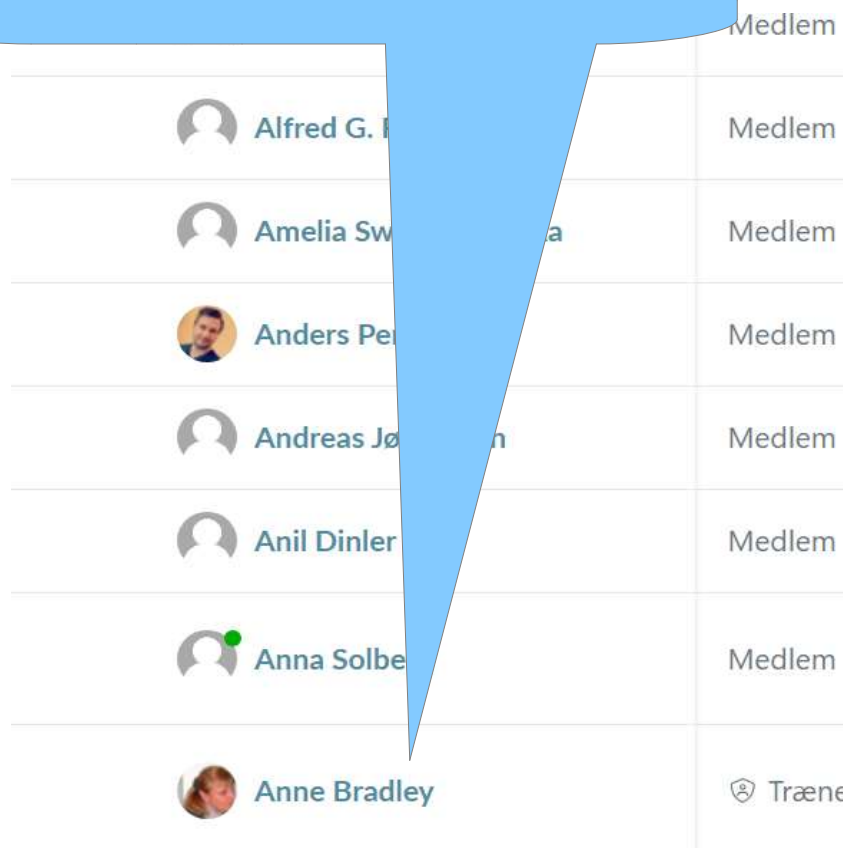 Medlem
Alfred G. Medlem
Amelia Medlem
Anders Medlem
Andreas Medlem
Anil Dinler Medlem
Anna Medlem
Anne Bradley